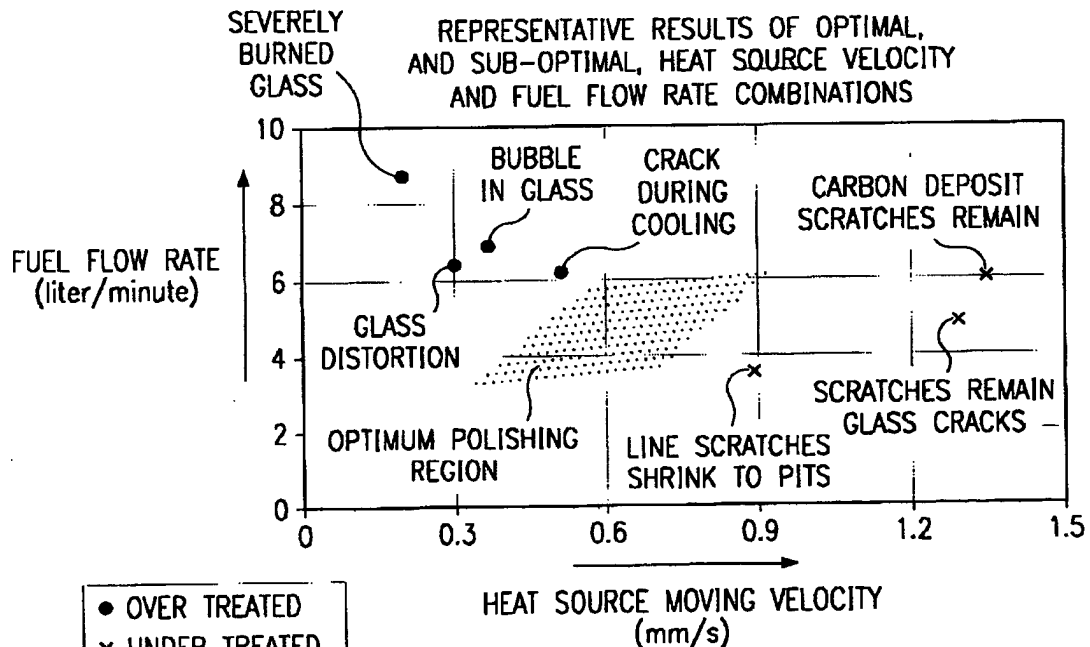 REPRESENTATIVE RESULTS OF OPTIMAL,
AND SUB-OPTIMAL, HEAT SOURCE VELOCITY
AND FUEL FLOW RATE COMBINATIONS
SEVERELY
BURNED
GLASS
BUBBLE
IN GLASS
CRACK
DURING
COOLING
CARBON DEPOSIT
SCRATCHES REMAIN
FUEL FLOW RATE
(liter/minute)
10
8
6
4
2
0
GLASS
DISTORTION
OPTIMUM POLISHING
REGION
LINE SCRATCHES
SHRINK TO PITS
SCRATCHES REMAIN
GLASS CRACKS
0
0.3
0.6
0.9
1.2
1.5
HEAT SOURCE MOVING VELOCITY
(mm/s)
● OVER TREATED
× UNDER TREATED